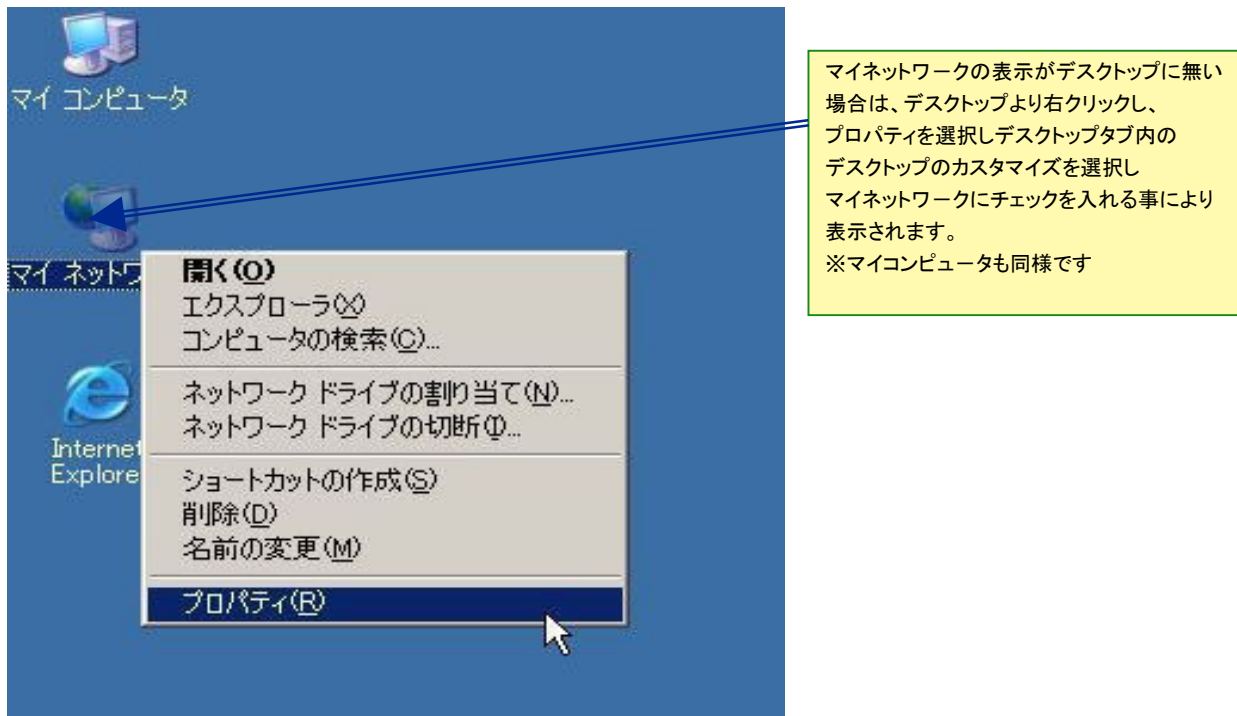 マイ コンピュータ
マイ ネットワ
Internet
Explore
開く(O)
エクスプローラ(X)
コンピュータの検索(C)...
ネットワーク ドライブの割り当て(N)...
ネットワーク ドライブの切断(I)...
ショートカットの作成(S)
削除(D)
名前の変更(M)
プロパティ(R)
マイネットワークの表示がデスクトップに無い
場合は、デスクトップより右クリックし、
プロパティを選択しデスクトップタブ内の
デスクトップのカスタマイズを選択し
マイネットワークにチェックを入れる事により
表示されます。
※マイコンピュータも同様です